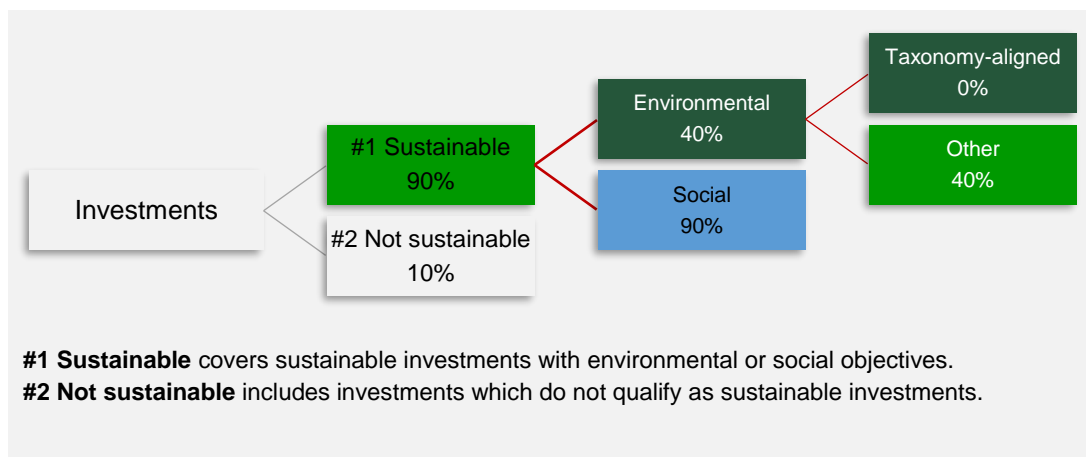 Investments
#1 Sustainable
90%
#2 Not sustainable
10%
Environmental
40%
Social
90%
Taxonomy-aligned
0%
Other
40%
#1 Sustainable covers sustainable investments with environmental or social objectives.
#2 Not sustainable includes investments which do not qualify as sustainable investments.